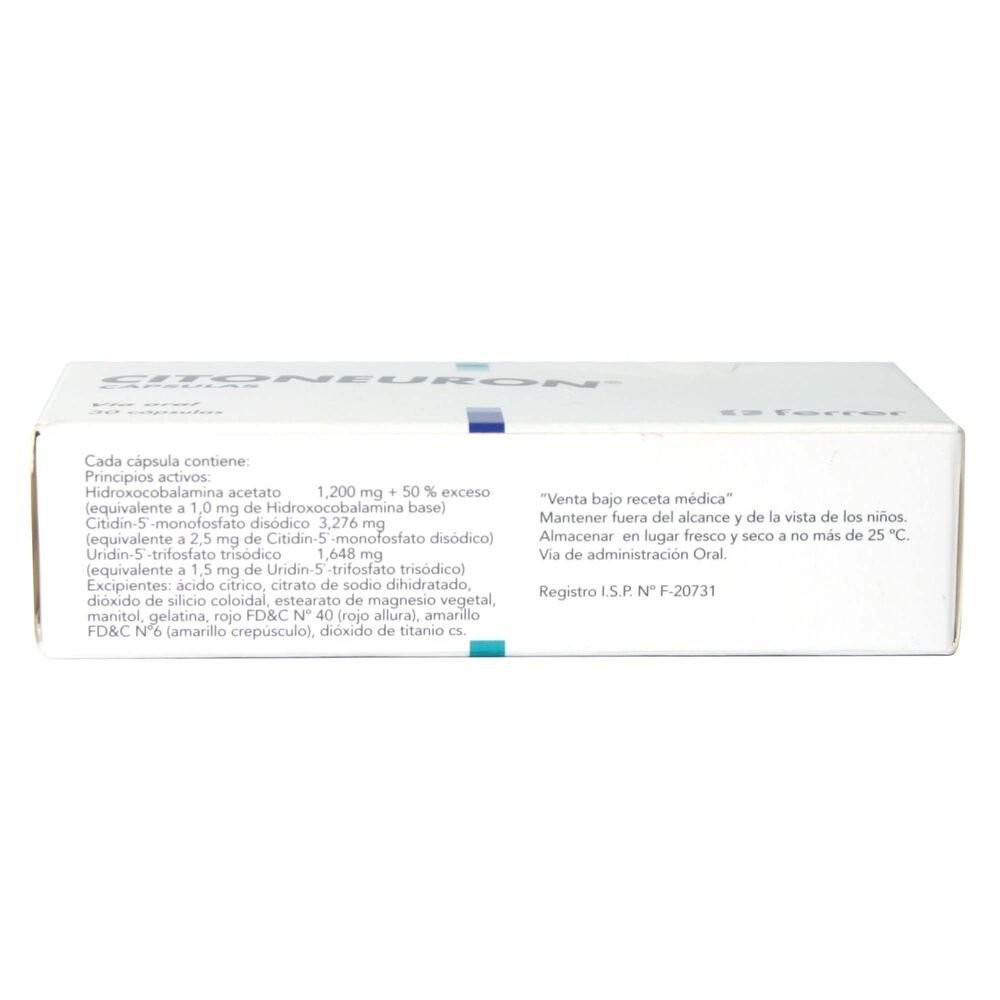 CITONEURON®
CÁPSULAS
Vía oral
30 cápsulas
ferrer
Cada cápsula contiene:
Principios activos:
Hidroxocobalamina acetato 1,200 mg + 50 % exceso
(equivalente a 1,0 mg de Hidroxocobalamina base)
Citidín-5`-monofosfato disódico 3,276 mg
(equivalente a 2,5 mg de Citidín-5`-monofosfato disódico)
Uridín-5`-trifosfato trisódico 1,648 mg
(equivalente a 1,5 mg de Uridín-5`-trifosfato trisódico)
Excipientes: ácido cítrico, citrato de sodio dihidratado,
dióxido de silicio coloidal, estearato de magnesio vegetal,
manitol, gelatina, rojo FD&C Nº 40 (rojo allura), amarillo
FD&C Nº6 (amarillo crepúsculo), dióxido de titanio cs.
“Venta bajo receta médica”
Mantener fuera del alcance y de la vista de los niños.
Almacenar en lugar fresco y seco a no más de 25 ºC.
Vía de administración Oral.
Registro I.S.P. Nº F-20731